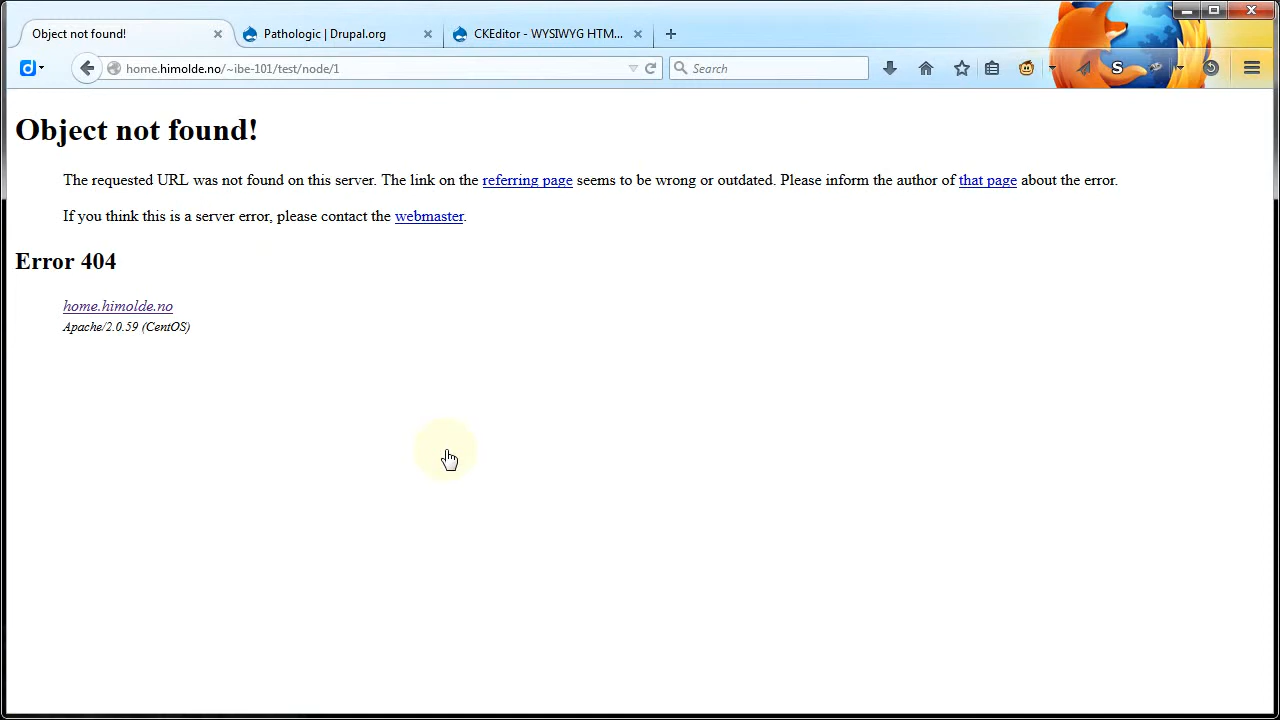 Object not found!
Pathologic | Drupal.org
CKEditor - WYSIWYG HTM...
home.himolde.no/~ibe-101/test/node/1
Search
S
Object not found!
The requested URL was not found on this server. The link on the referring page seems to be wrong or outdated. Please inform the author of that page about the error.
If you think this is a server error, please contact the webmaster.
Error 404
home.himolde.no
Apache/2.0.59 (CentOS)